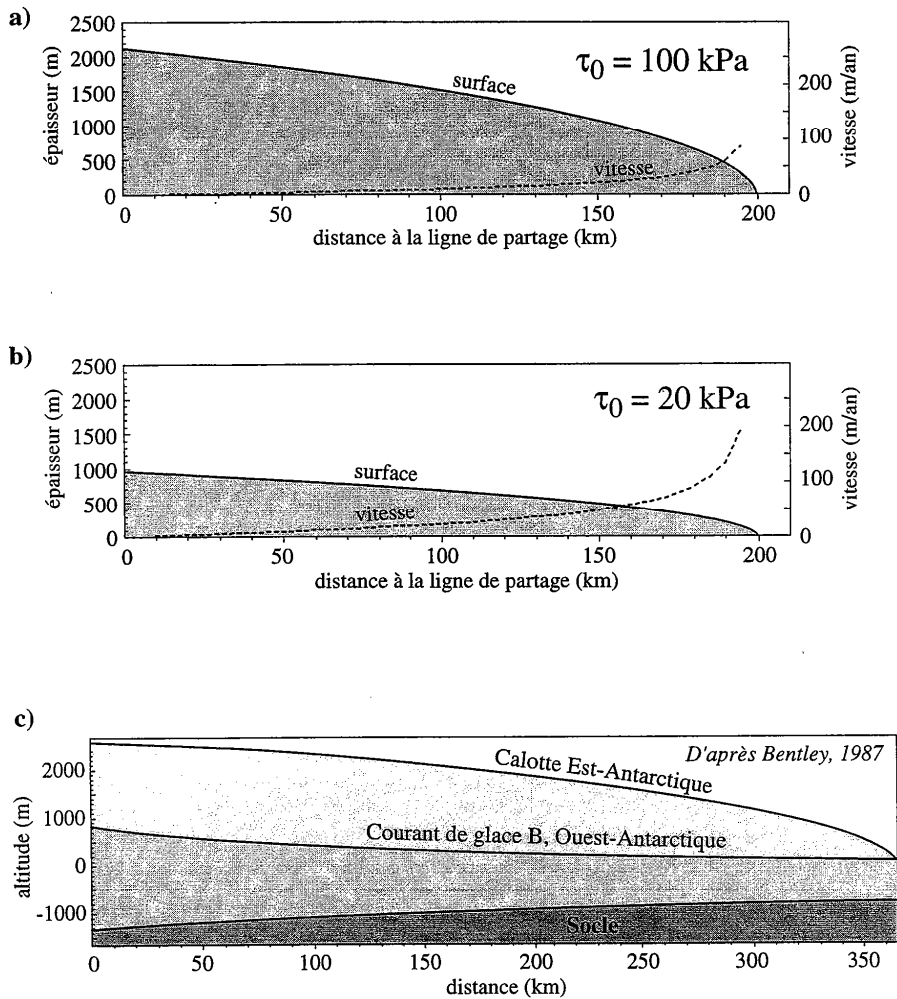 a)
2500
2000
1500
1000
500
0
épaisseur (m)
surface
τ0 = 100 kPa
vitesse
200
100
0
vitesse (m/an)
0 50 100 150 200
distance à la ligne de partage (km)
b)
2500
2000
1500
1000
500
0
épaisseur (m)
τ0 = 20 kPa
surface
vitesse
200
100
0
vitesse (m/an)
0 50 100 150 200
distance à la ligne de partage (km)
c)
D'après Bentley, 1987
2000
1000
0
-1000
altitude (m)
Calotte Est-Antarctique
Courant de glace B, Ouest-Antarctique
Socle
0 50 100 150 200 250 300 350
distance (km)